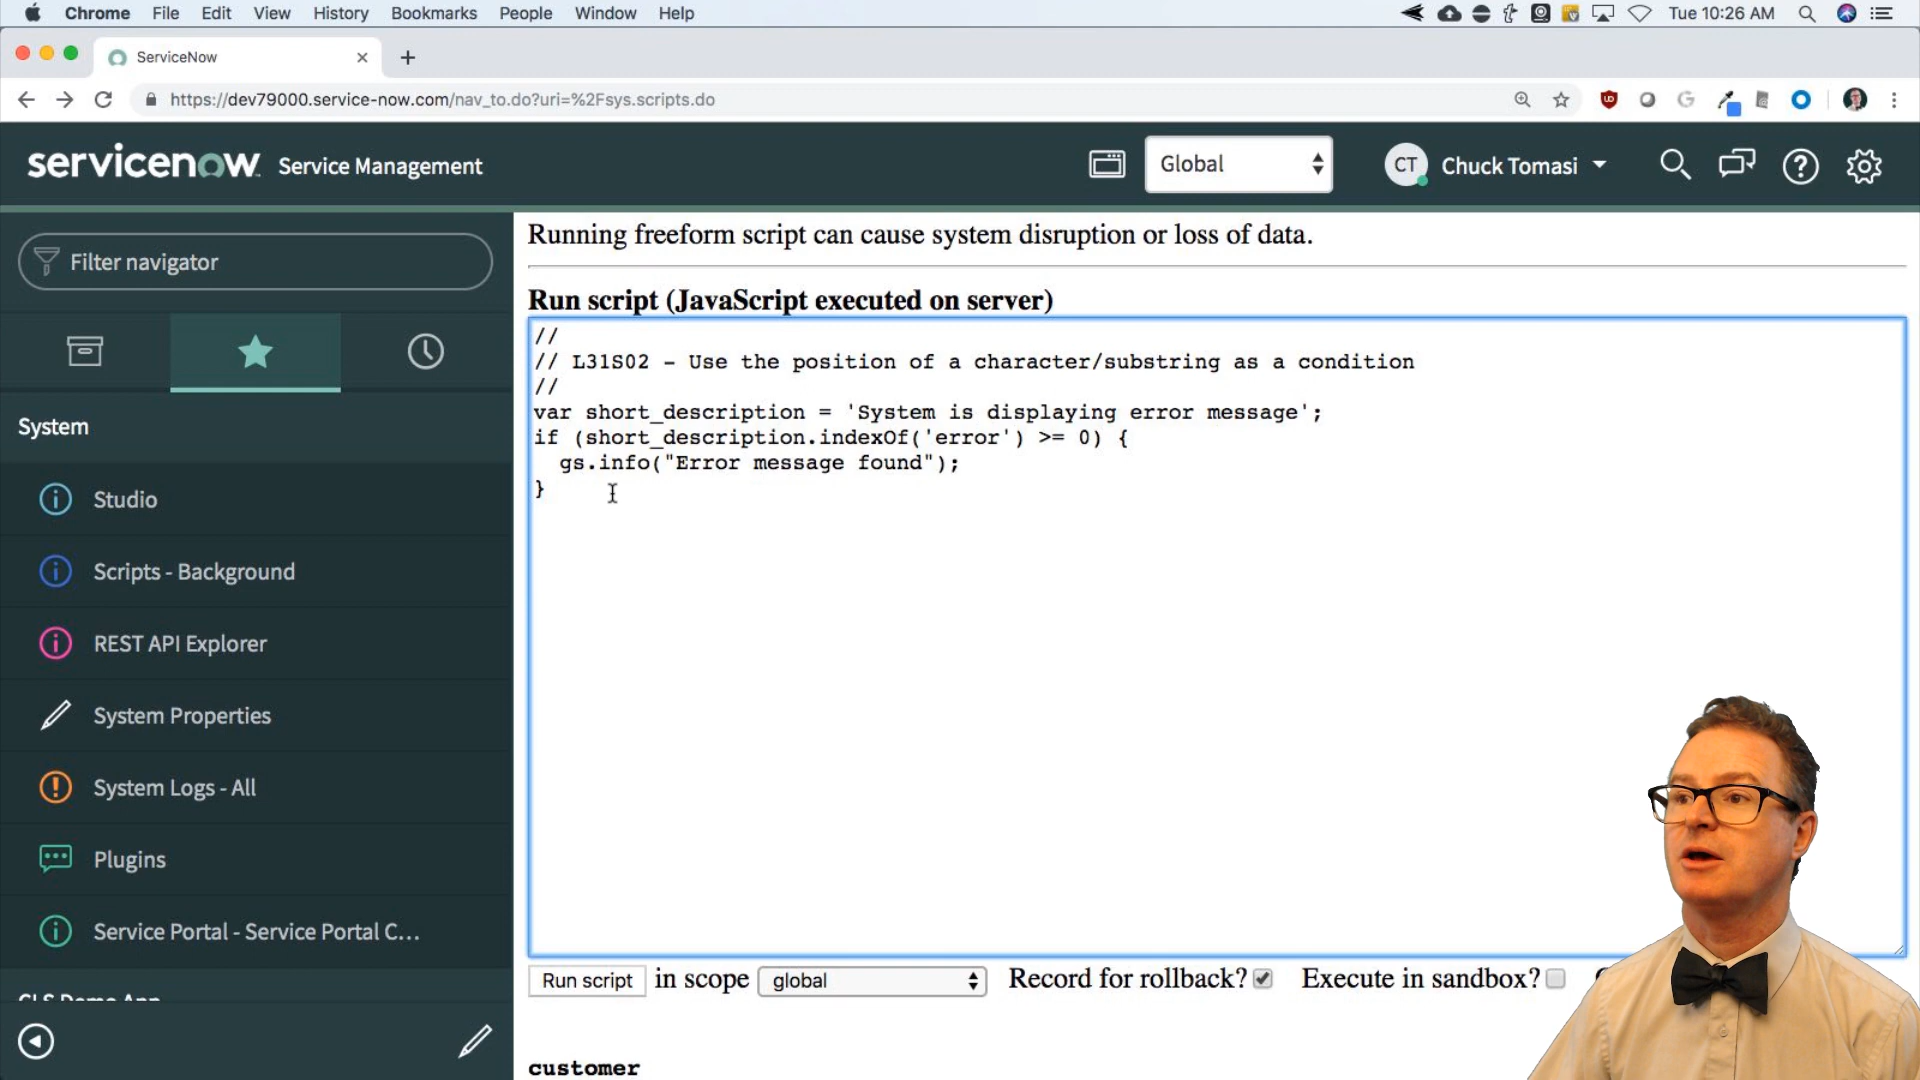 Chrome File Edit View History Bookmarks People Window Help Tue 10:26 AM
ServiceNow
https://dev79000.service-now.com/nav_to.do?uri=%2Fsys.scripts.do
servicenow Service Management Global CT Chuck Tomasi
Filter navigator
System
Studio
Scripts - Background
REST API Explorer
System Properties
System Logs - All
Plugins
Service Portal - Service Portal C...
Running freeform script can cause system disruption or loss of data.
Run script (JavaScript executed on server)
//
// L31S02 - Use the position of a character/substring as a condition
//
var short_description = 'System is displaying error message';
if (short_description.indexOf('error') >= 0) {
gs.info("Error message found");
}
Run script in scope global Record for rollback? Execute in sandbox?
customer